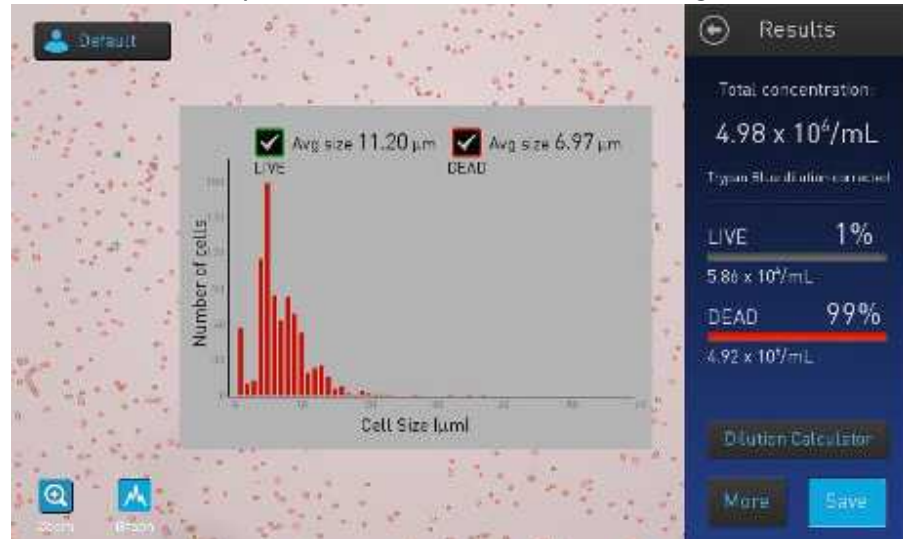 Default
Results
Total concentration
4.98 x 10⁶/mL
Trypan Blue dilution corrected
LIVE 1%
5.86 x 10⁴/mL
DEAD 99%
4.92 x 10⁶/mL
Dilution Calculator
More
Save
Avg size 11.20 µm
LIVE
Avg size 6.97 µm
DEAD
Number of cells
Cell Size (µm)
Zoom
Graph